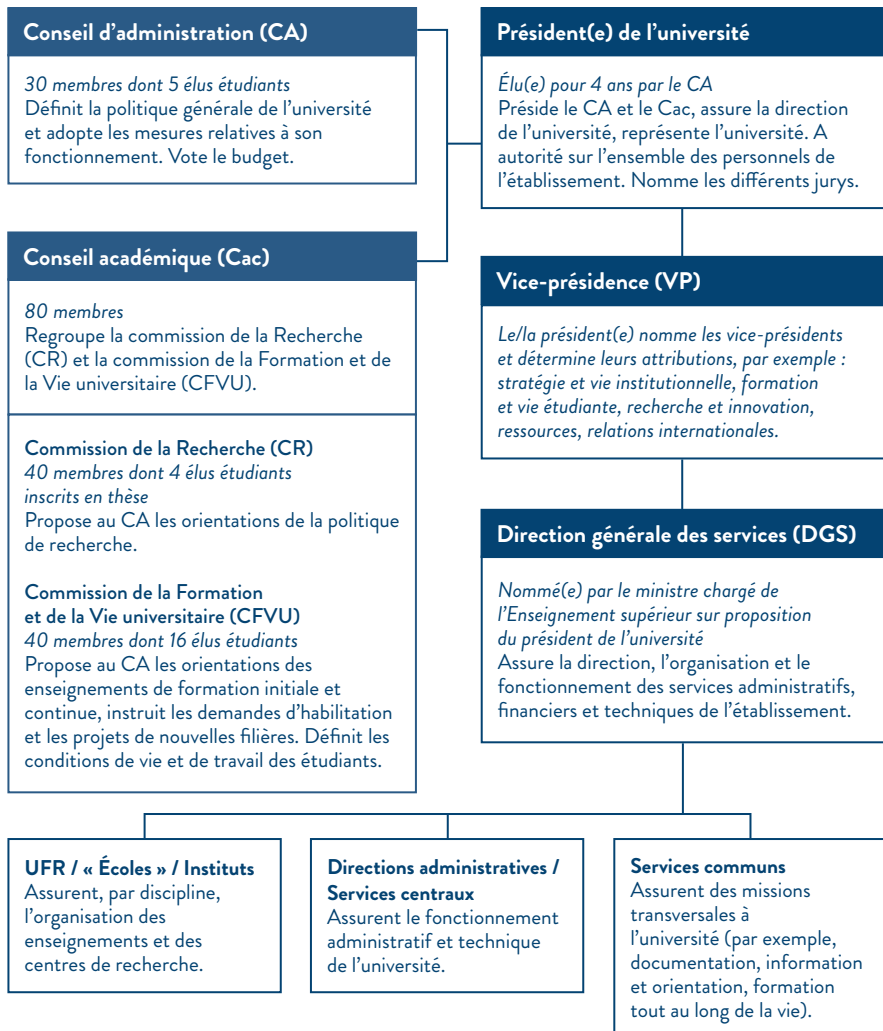 Conseil d’administration (CA)
30 membres dont 5 élus étudiants
Définit la politique générale de l’université
et adopte les mesures relatives à son
fonctionnement. Vote le budget.
Président(e) de l’université
Élu(e) pour 4 ans par le CA
Préside le CA et le Cac, assure la direction
de l’université, représente l’université. A
autorité sur l’ensemble des personnels de
l’établissement. Nomme les différents jurys.
Conseil académique (Cac)
80 membres
Regroupe la commission de la Recherche
(CR) et la commission de la Formation et de
la Vie universitaire (CFVU).
Commission de la Recherche (CR)
40 membres dont 4 élus étudiants
inscrits en thèse
Propose au CA les orientations de la politique
de recherche.
Commission de la Formation
et de la Vie universitaire (CFVU)
40 membres dont 16 élus étudiants
Propose au CA les orientations des
enseignements de formation initiale et
continue, instruit les demandes d’habilitation
et les projets de nouvelles filières. Définit les
conditions de vie et de travail des étudiants.
Vice-présidence (VP)
Le/la président(e) nomme les vice-présidents
et détermine leurs attributions, par exemple :
stratégie et vie institutionnelle, formation
et vie étudiante, recherche et innovation,
ressources, relations internationales.
Direction générale des services (DGS)
Nommé(e) par le ministre chargé de
l’Enseignement supérieur sur proposition
du président de l’université
Assure la direction, l’organisation et le
fonctionnement des services administratifs,
financiers et techniques de l’établissement.
UFR / « Écoles » / Instituts
Assurent, par discipline,
l’organisation des
enseignements et des
centres de recherche.
Directions administratives /
Services centraux
Assurent le fonctionnement
administratif et technique
de l’université.
Services communs
Assurent des missions
transversales à
l’université (par exemple,
documentation, information
et orientation, formation
tout au long de la vie).